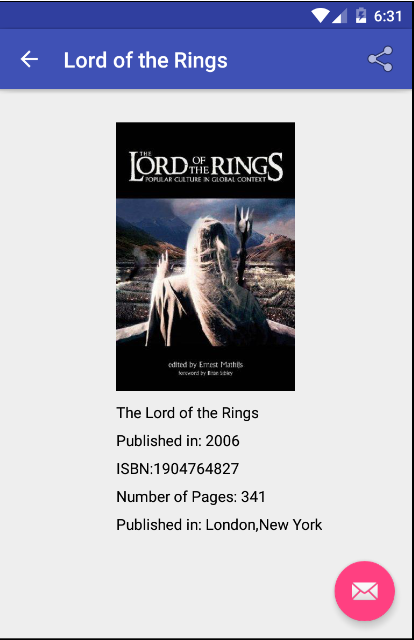 6:31
Lord of the Rings
THE LORD OF THE RINGS
POPULAR CULTURE IN GLOBAL CONTEXT
edited by Ernest Mathijs
foreword by Brian Sibley
The Lord of the Rings
Published in: 2006
ISBN:1904764827
Number of Pages: 341
Published in: London,New York